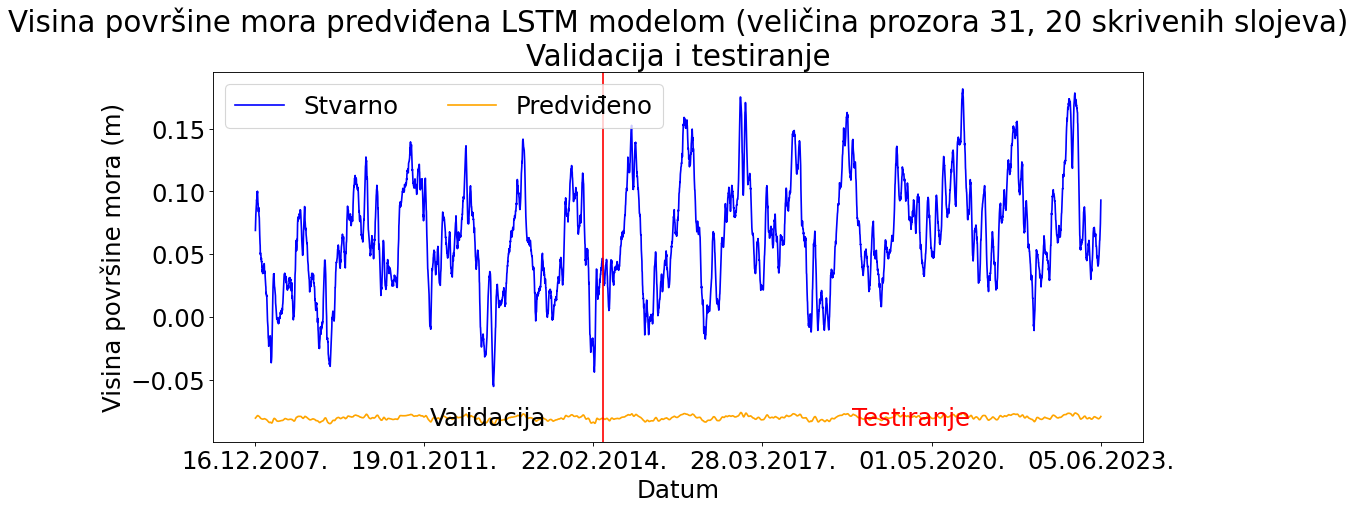 Visina površine mora predviđena LSTM modelom (veličina prozora 31, 20 skrivenih slojeva)
Validacija i testiranje
Stvarno
Predviđeno
Visina površine mora (m)
0.15
0.10
0.05
0.00
−0.05
Validacija
Testiranje
16.12.2007.
19.01.2011.
22.02.2014.
28.03.2017.
01.05.2020.
05.06.2023.
Datum